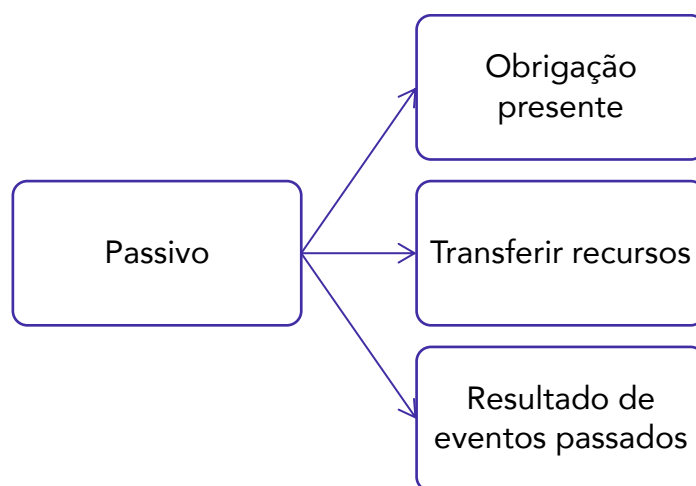 Obrigação
presente
Passivo
Transferir recursos
Resultado de
eventos passados